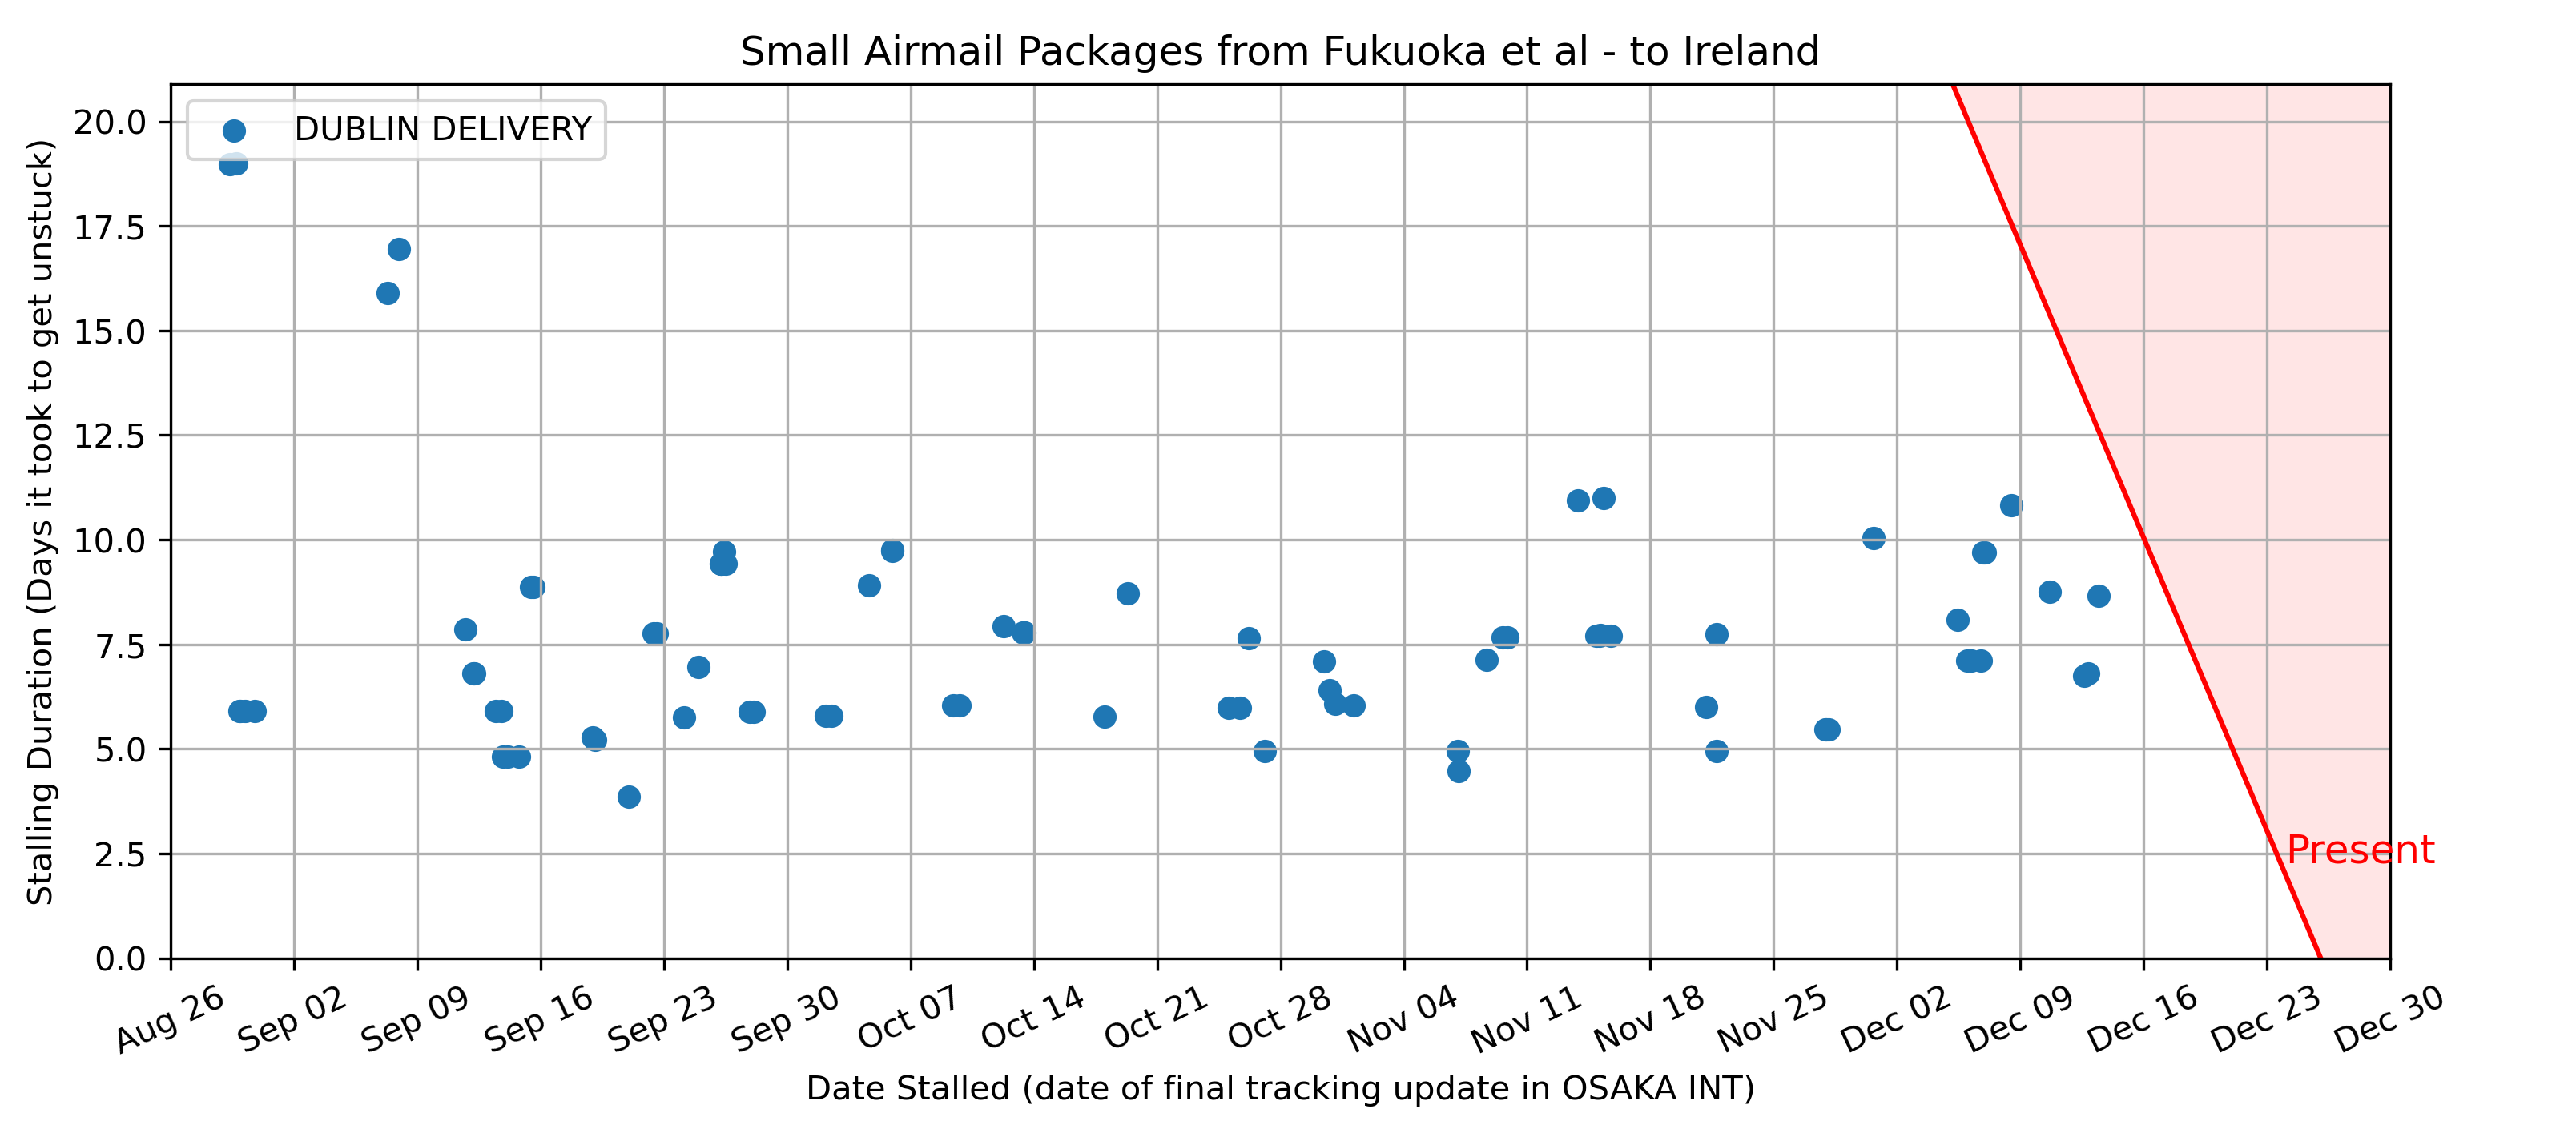 Small Airmail Packages from Fukuoka et al - to Ireland
DUBLIN DELIVERY
Stalling Duration (Days it took to get unstuck)
20.0
17.5
15.0
12.5
10.0
7.5
5.0
2.5
0.0
Present
Aug 26
Sep 02
Sep 09
Sep 16
Sep 23
Sep 30
Oct 07
Oct 14
Oct 21
Oct 28
Nov 04
Nov 11
Nov 18
Nov 25
Dec 02
Dec 09
Dec 16
Dec 23
Dec 30
Date Stalled (date of final tracking update in OSAKA INT)